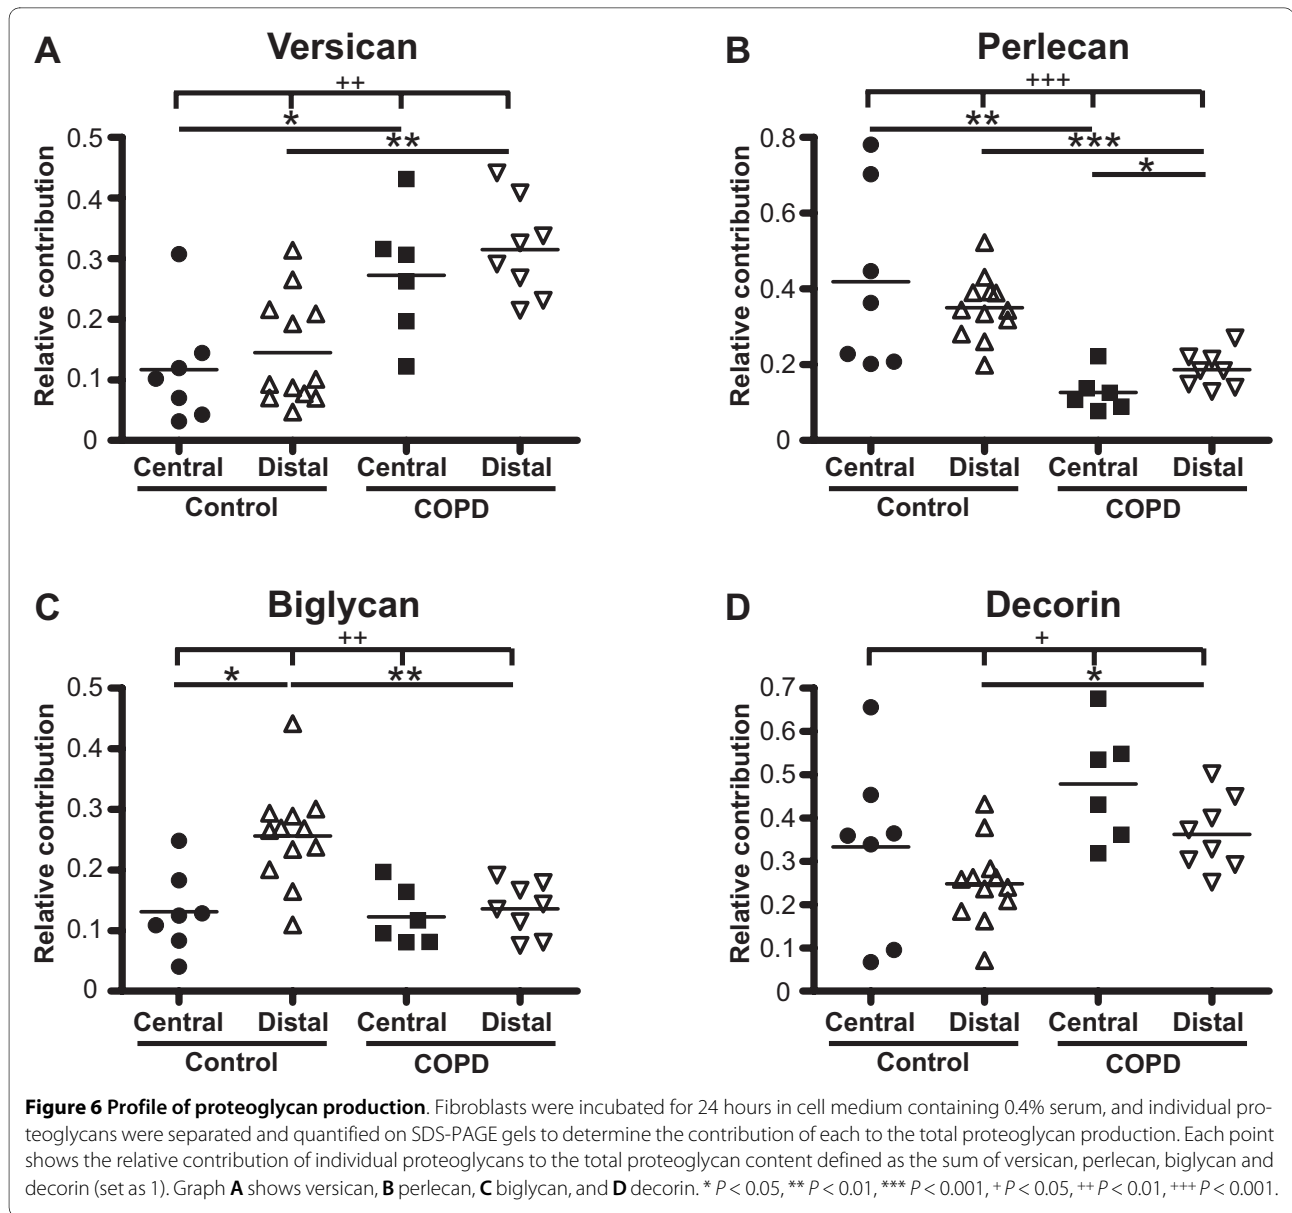 A Versican
++
*
**
0.5
0.4
0.3
0.2
0.1
0
Relative contribution
Central Distal Central Distal
Control COPD
B Perlecan
+++
**
***
*
0.8
0.6
0.4
0.2
0
Relative contribution
Central Distal Central Distal
Control COPD
C Biglycan
++
* **
0.5
0.4
0.3
0.2
0.1
0
Relative contribution
Central Distal Central Distal
Control COPD
D Decorin
+
*
0.7
0.6
0.5
0.4
0.3
0.2
0.1
0
Relative contribution
Central Distal Central Distal
Control COPD
Figure 6 Profile of proteoglycan production. Fibroblasts were incubated for 24 hours in cell medium containing 0.4% serum, and individual pro-
teoglycans were separated and quantified on SDS-PAGE gels to determine the contribution of each to the total proteoglycan production. Each point
shows the relative contribution of individual proteoglycans to the total proteoglycan content defined as the sum of versican, perlecan, biglycan and
decorin (set as 1). Graph A shows versican, B perlecan, C biglycan, and D decorin. * P < 0.05, ** P < 0.01, *** P < 0.001, + P < 0.05, ++ P < 0.01, +++ P < 0.001.